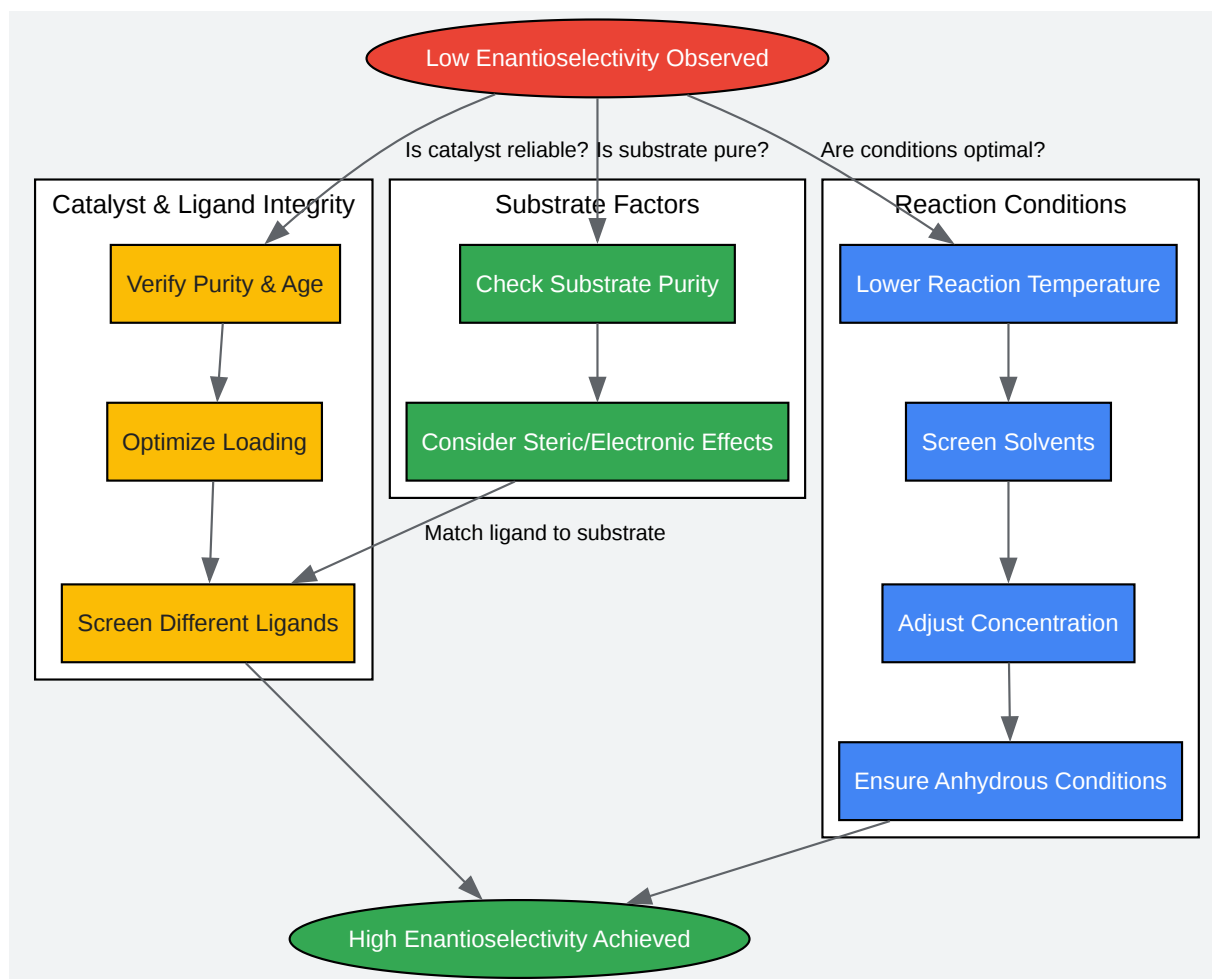 Low Enantioselectivity Observed
Is catalyst reliable?
Is substrate pure?
Are conditions optimal?
Catalyst & Ligand Integrity
Substrate Factors
Reaction Conditions
Verify Purity & Age
Check Substrate Purity
Lower Reaction Temperature
Optimize Loading
Consider Steric/Electronic Effects
Screen Solvents
Match ligand to substrate
Screen Different Ligands
Adjust Concentration
Ensure Anhydrous Conditions
High Enantioselectivity Achieved